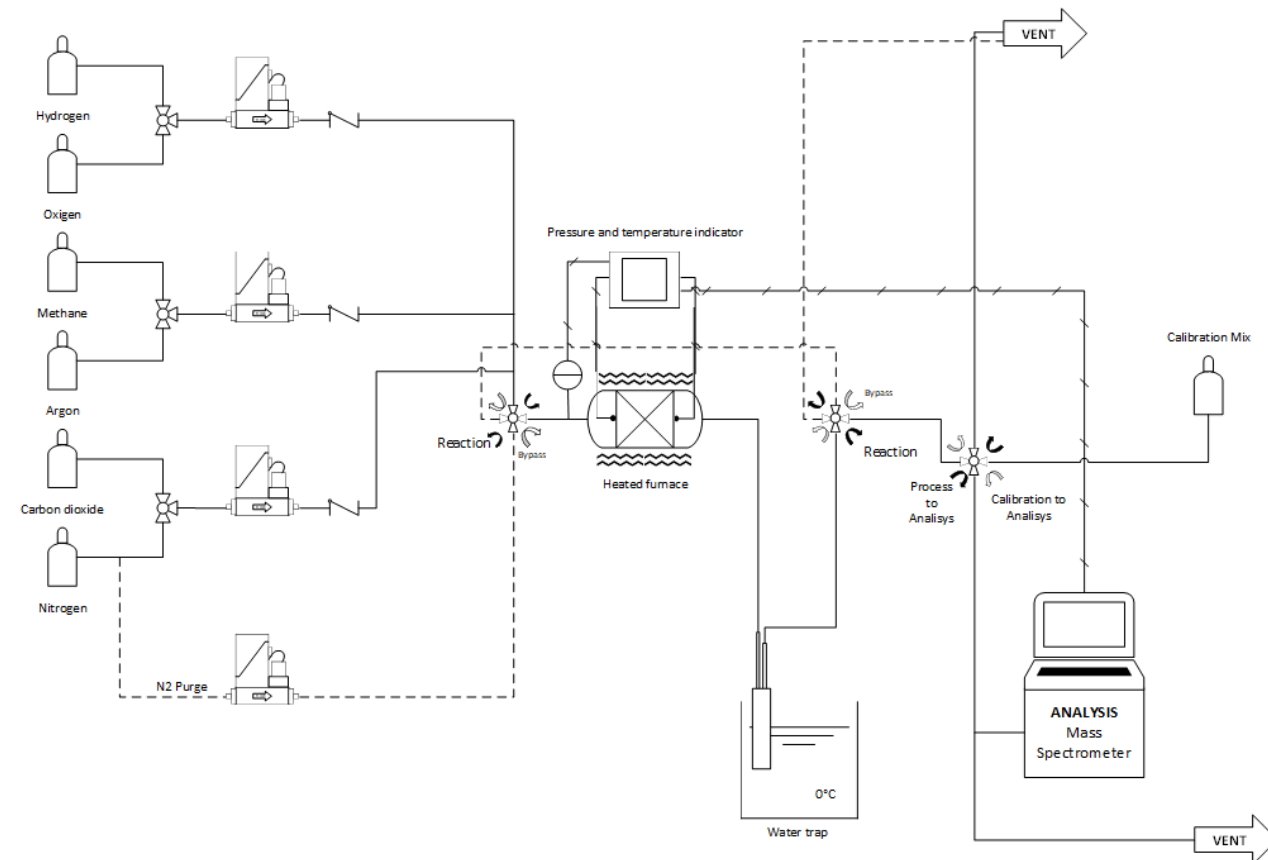 VENT
Hydrogen
Oxigen
Pressure and temperature indicator
Methane
Calibration Mix
Argon
Bypass
Reaction
Bypass
Reaction
Heated furnace
Carbon dioxide
Process
to
Analisys
Calibration to
Analisys
Nitrogen
N2 Purge
ANALYSIS
Mass
Spectrometer
0°C
Water trap
VENT